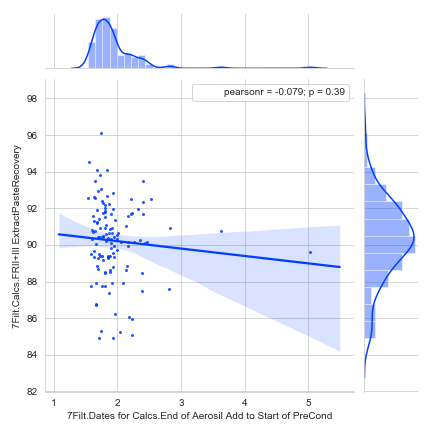 pearsonr = -0.079; p = 0.39
98
96
94
92
90
88
86
84
82
7Filt.Calcs.FRII+III ExtractPasteRecovery
1 2 3 4 5
7Filt.Dates for Calcs.End of Aerosil Add to Start of PreCond